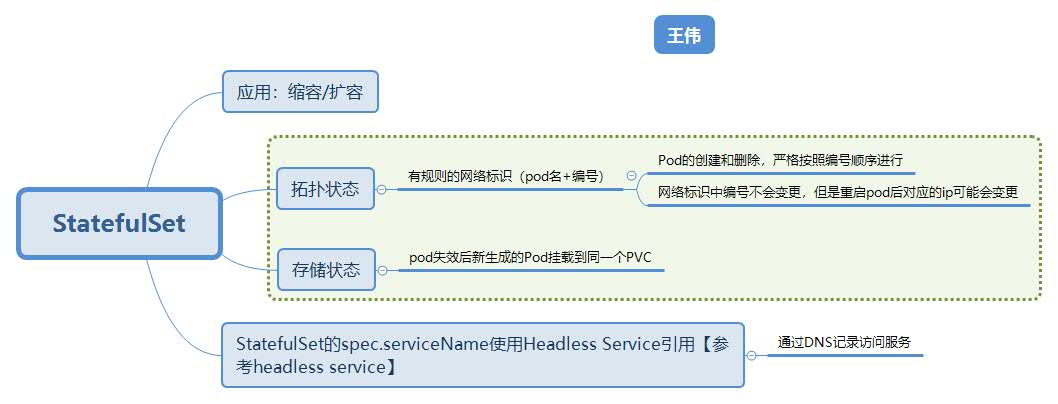 王伟
应用：缩容/扩容
StatefulSet
拓扑状态
有规则的网络标识（pod名+编号）
Pod的创建和删除，严格按照编号顺序进行
网络标识中编号不会变更，但是重启pod后对应的ip可能会变更
存储状态
pod失效后新生成的Pod挂载到同一个PVC
StatefulSet的spec.serviceName使用Headless Service引用【参
考headless service】
通过DNS记录访问服务